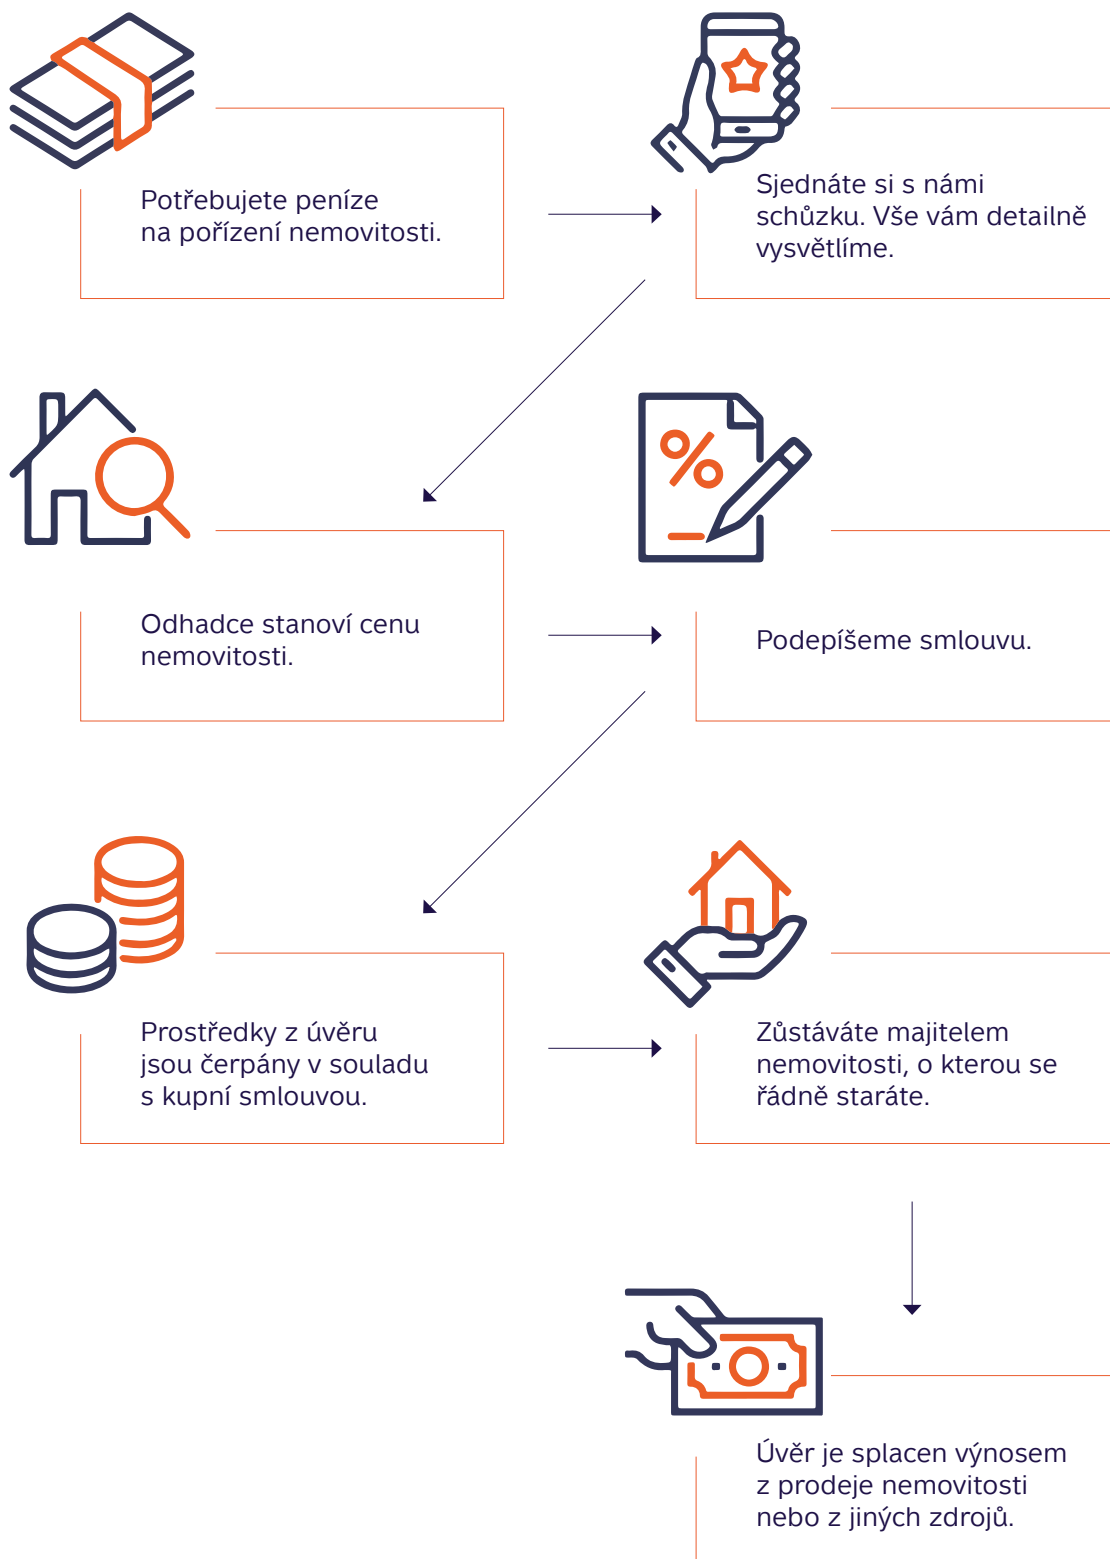 Potřebujete peníze
na pořízení nemovitosti.
Sjednáte si s námi
schůzku. Vše vám detailně
vysvětlíme.
Odhadce stanoví cenu
nemovitosti.
Podepíšeme smlouvu.
Prostředky z úvěru
jsou čerpány v souladu
s kupní smlouvou.
Zůstáváte majitelem
nemovitosti, o kterou se
řádně staráte.
Úvěr je splacen výnosem
z prodeje nemovitosti
nebo z jiných zdrojů.